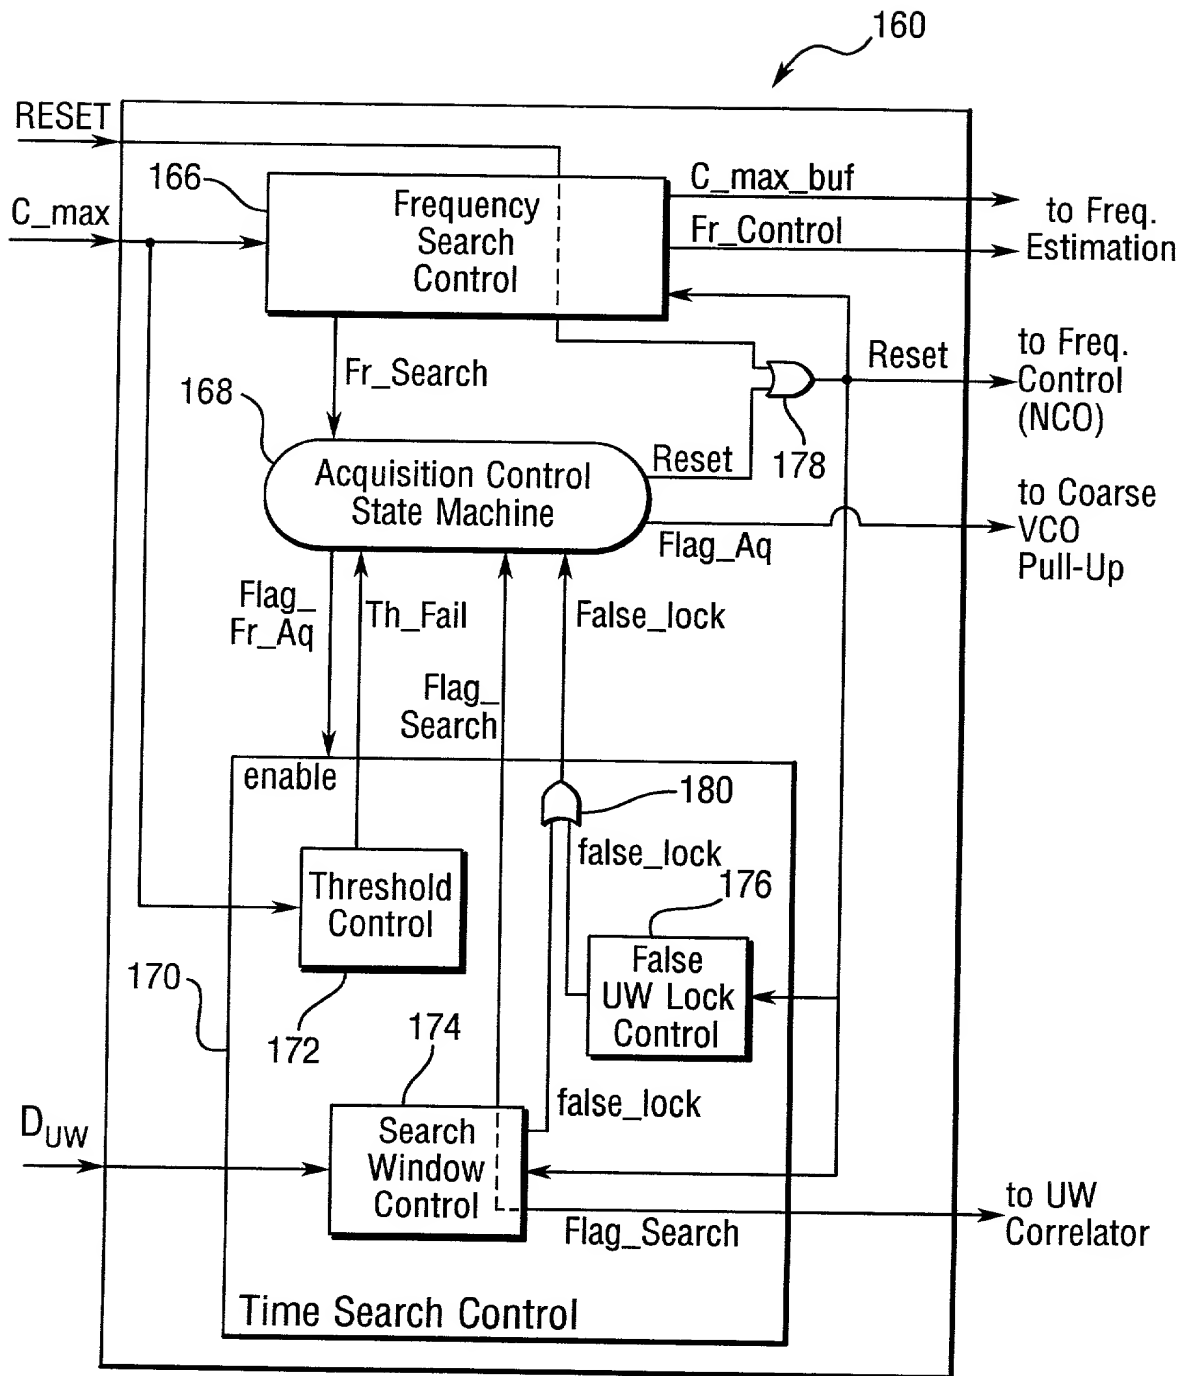 160
RESET
166
C_max
Frequency
Search
Control
C_max_buf
Fr_Control
to Freq.
Estimation
Fr_Search
168
Reset
to Freq.
Control
(NCO)
178
Acquisition Control
State Machine
Reset
Flag_Aq
to Coarse
VCO
Pull-Up
Flag_
Fr_Aq
Th_Fail
Flag_
Search
False_lock
enable
180
false_lock
Threshold
Control
176
False
UW Lock
Control
170
172
174
false_lock
DUW
Search
Window
Control
Flag_Search
to UW
Correlator
Time Search Control